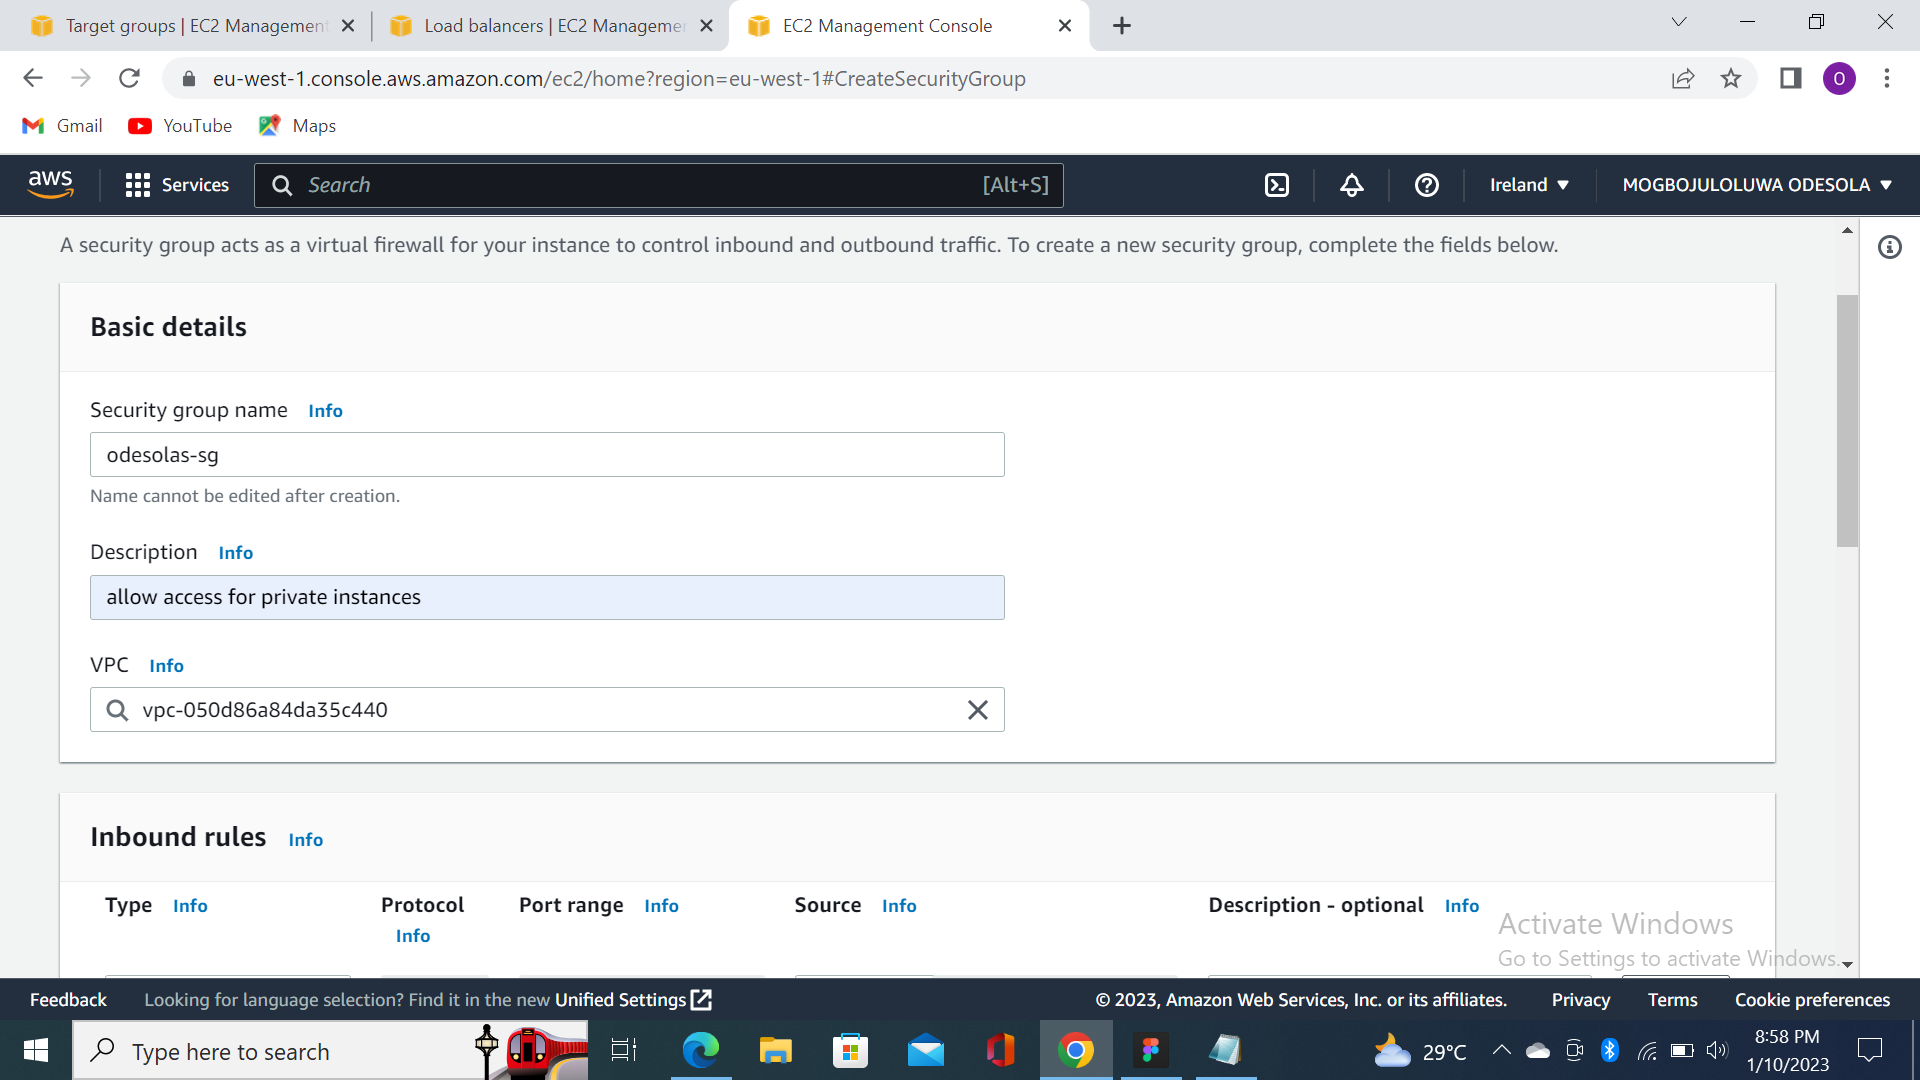 Target groups | EC2 Management
Load balancers | EC2 Manageme
EC2 Management Console
eu-west-1.console.aws.amazon.com/ec2/home?region=eu-west-1#CreateSecurityGroup
O
Gmail
YouTube
Maps
aws
Services
Search
[Alt+S]
Ireland
MOGBOJULOLUWA ODESOLA
A security group acts as a virtual firewall for your instance to control inbound and outbound traffic. To create a new security group, complete the fields below.
Basic details
Security group name Info
odesolas-sg
Name cannot be edited after creation.
Description Info
allow access for private instances
VPC Info
vpc-050d86a84da35c440
Inbound rules Info
Type Info
Protocol Info
Port range Info
Source Info
Description - optional Info
Activate Windows
Go to Settings to activate Windows.
Feedback
Looking for language selection? Find it in the new Unified Settings
© 2023, Amazon Web Services, Inc. or its affiliates.
Privacy
Terms
Cookie preferences
Type here to search
29°C
8:58 PM
1/10/2023